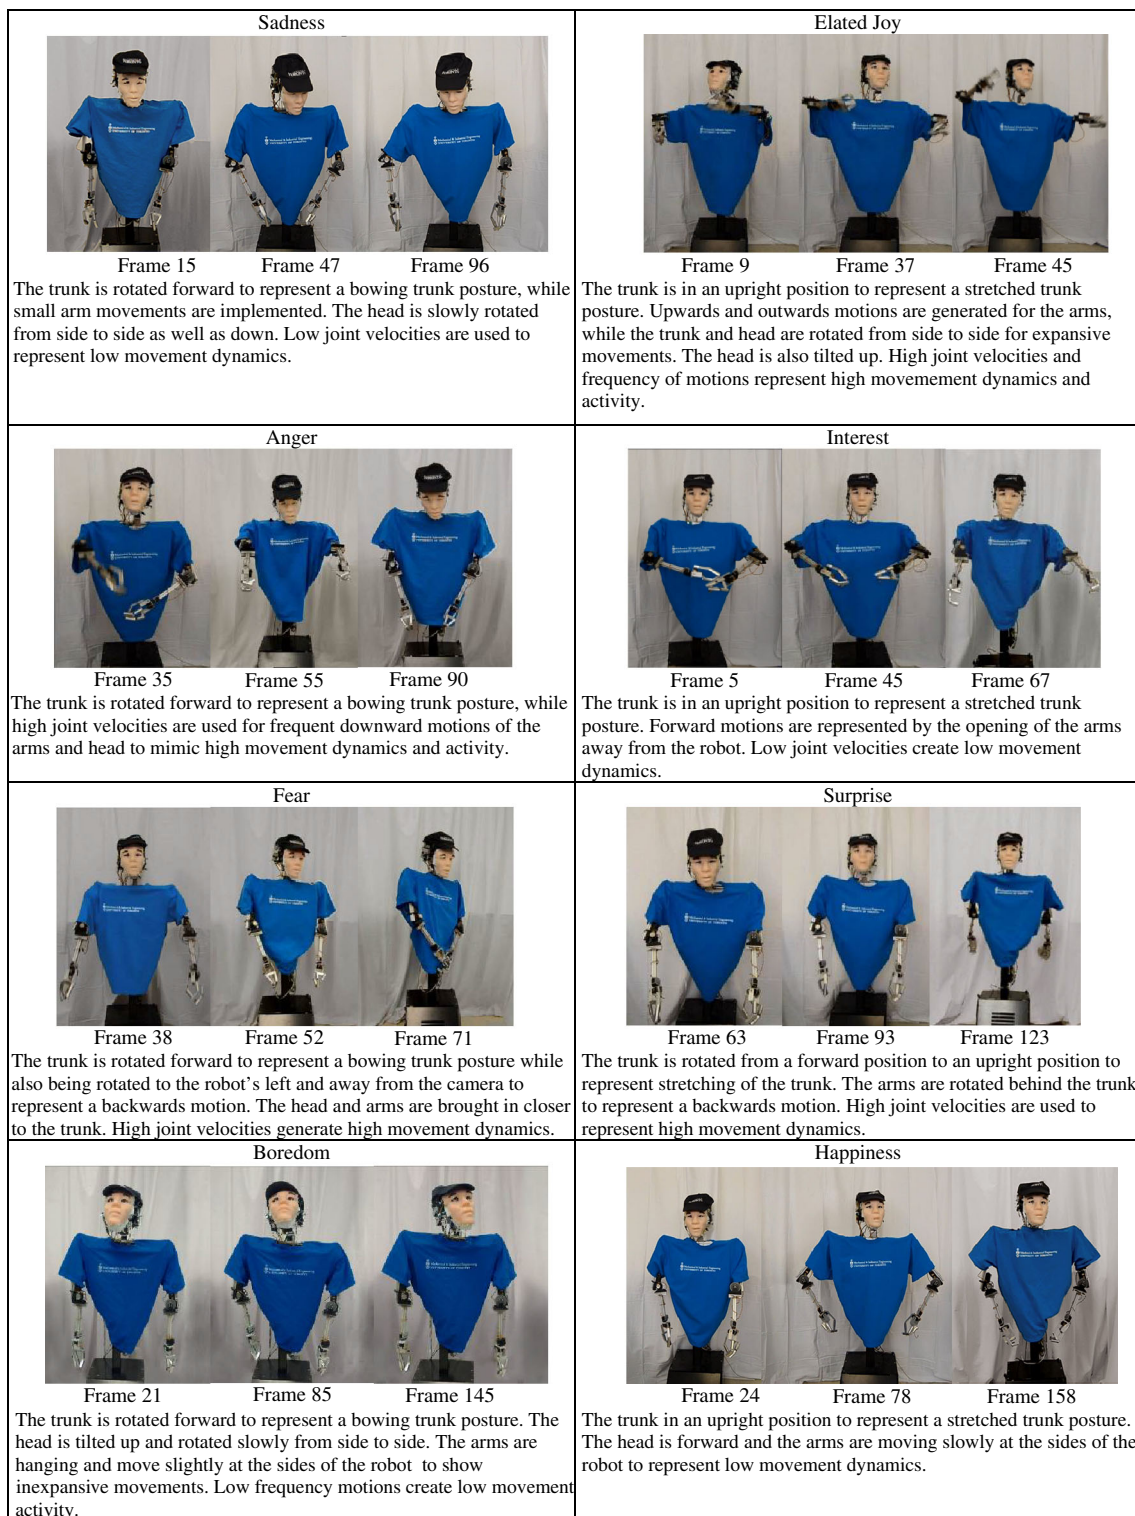 Sadness
Frame 15 Frame 47 Frame 96
The trunk is rotated forward to represent a bowing trunk posture, while
small arm movements are implemented. The head is slowly rotated
from side to side as well as down. Low joint velocities are used to
represent low movement dynamics.
Elated Joy
Frame 9 Frame 37 Frame 45
The trunk is in an upright position to represent a stretched trunk
posture. Upwards and outwards motions are generated for the arms,
while the trunk and head are rotated from side to side for expansive
movements. The head is also tilted up. High joint velocities and
frequency of motions represent high movemement dynamics and
activity.
Anger
Frame 35 Frame 55 Frame 90
The trunk is rotated forward to represent a bowing trunk posture, while
high joint velocities are used for frequent downward motions of the
arms and head to mimic high movement dynamics and activity.
Interest
Frame 5 Frame 45 Frame 67
The trunk is in an upright position to represent a stretched trunk
posture. Forward motions are represented by the opening of the arms
away from the robot. Low joint velocities create low movement
dynamics.
Fear
Frame 38 Frame 52 Frame 71
The trunk is rotated forward to represent a bowing trunk posture while
also being rotated to the robot's left and away from the camera to
represent a backwards motion. The head and arms are brought in closer
to the trunk. High joint velocities generate high movement dynamics.
Surprise
Frame 63 Frame 93 Frame 123
The trunk is rotated from a forward position to an upright position to
represent stretching of the trunk. The arms are rotated behind the trunk
to represent a backwards motion. High joint velocities are used to
represent high movement dynamics.
Boredom
Frame 21 Frame 85 Frame 145
The trunk is rotated forward to represent a bowing trunk posture. The
head is tilted up and rotated slowly from side to side. The arms are
hanging and move slightly at the sides of the robot to show
inexpansive movements. Low frequency motions create low movement
activity.
Happiness
Frame 24 Frame 78 Frame 158
The trunk in an upright position to represent a stretched trunk posture.
The head is forward and the arms are moving slowly at the sides of the
robot to represent low movement dynamics.